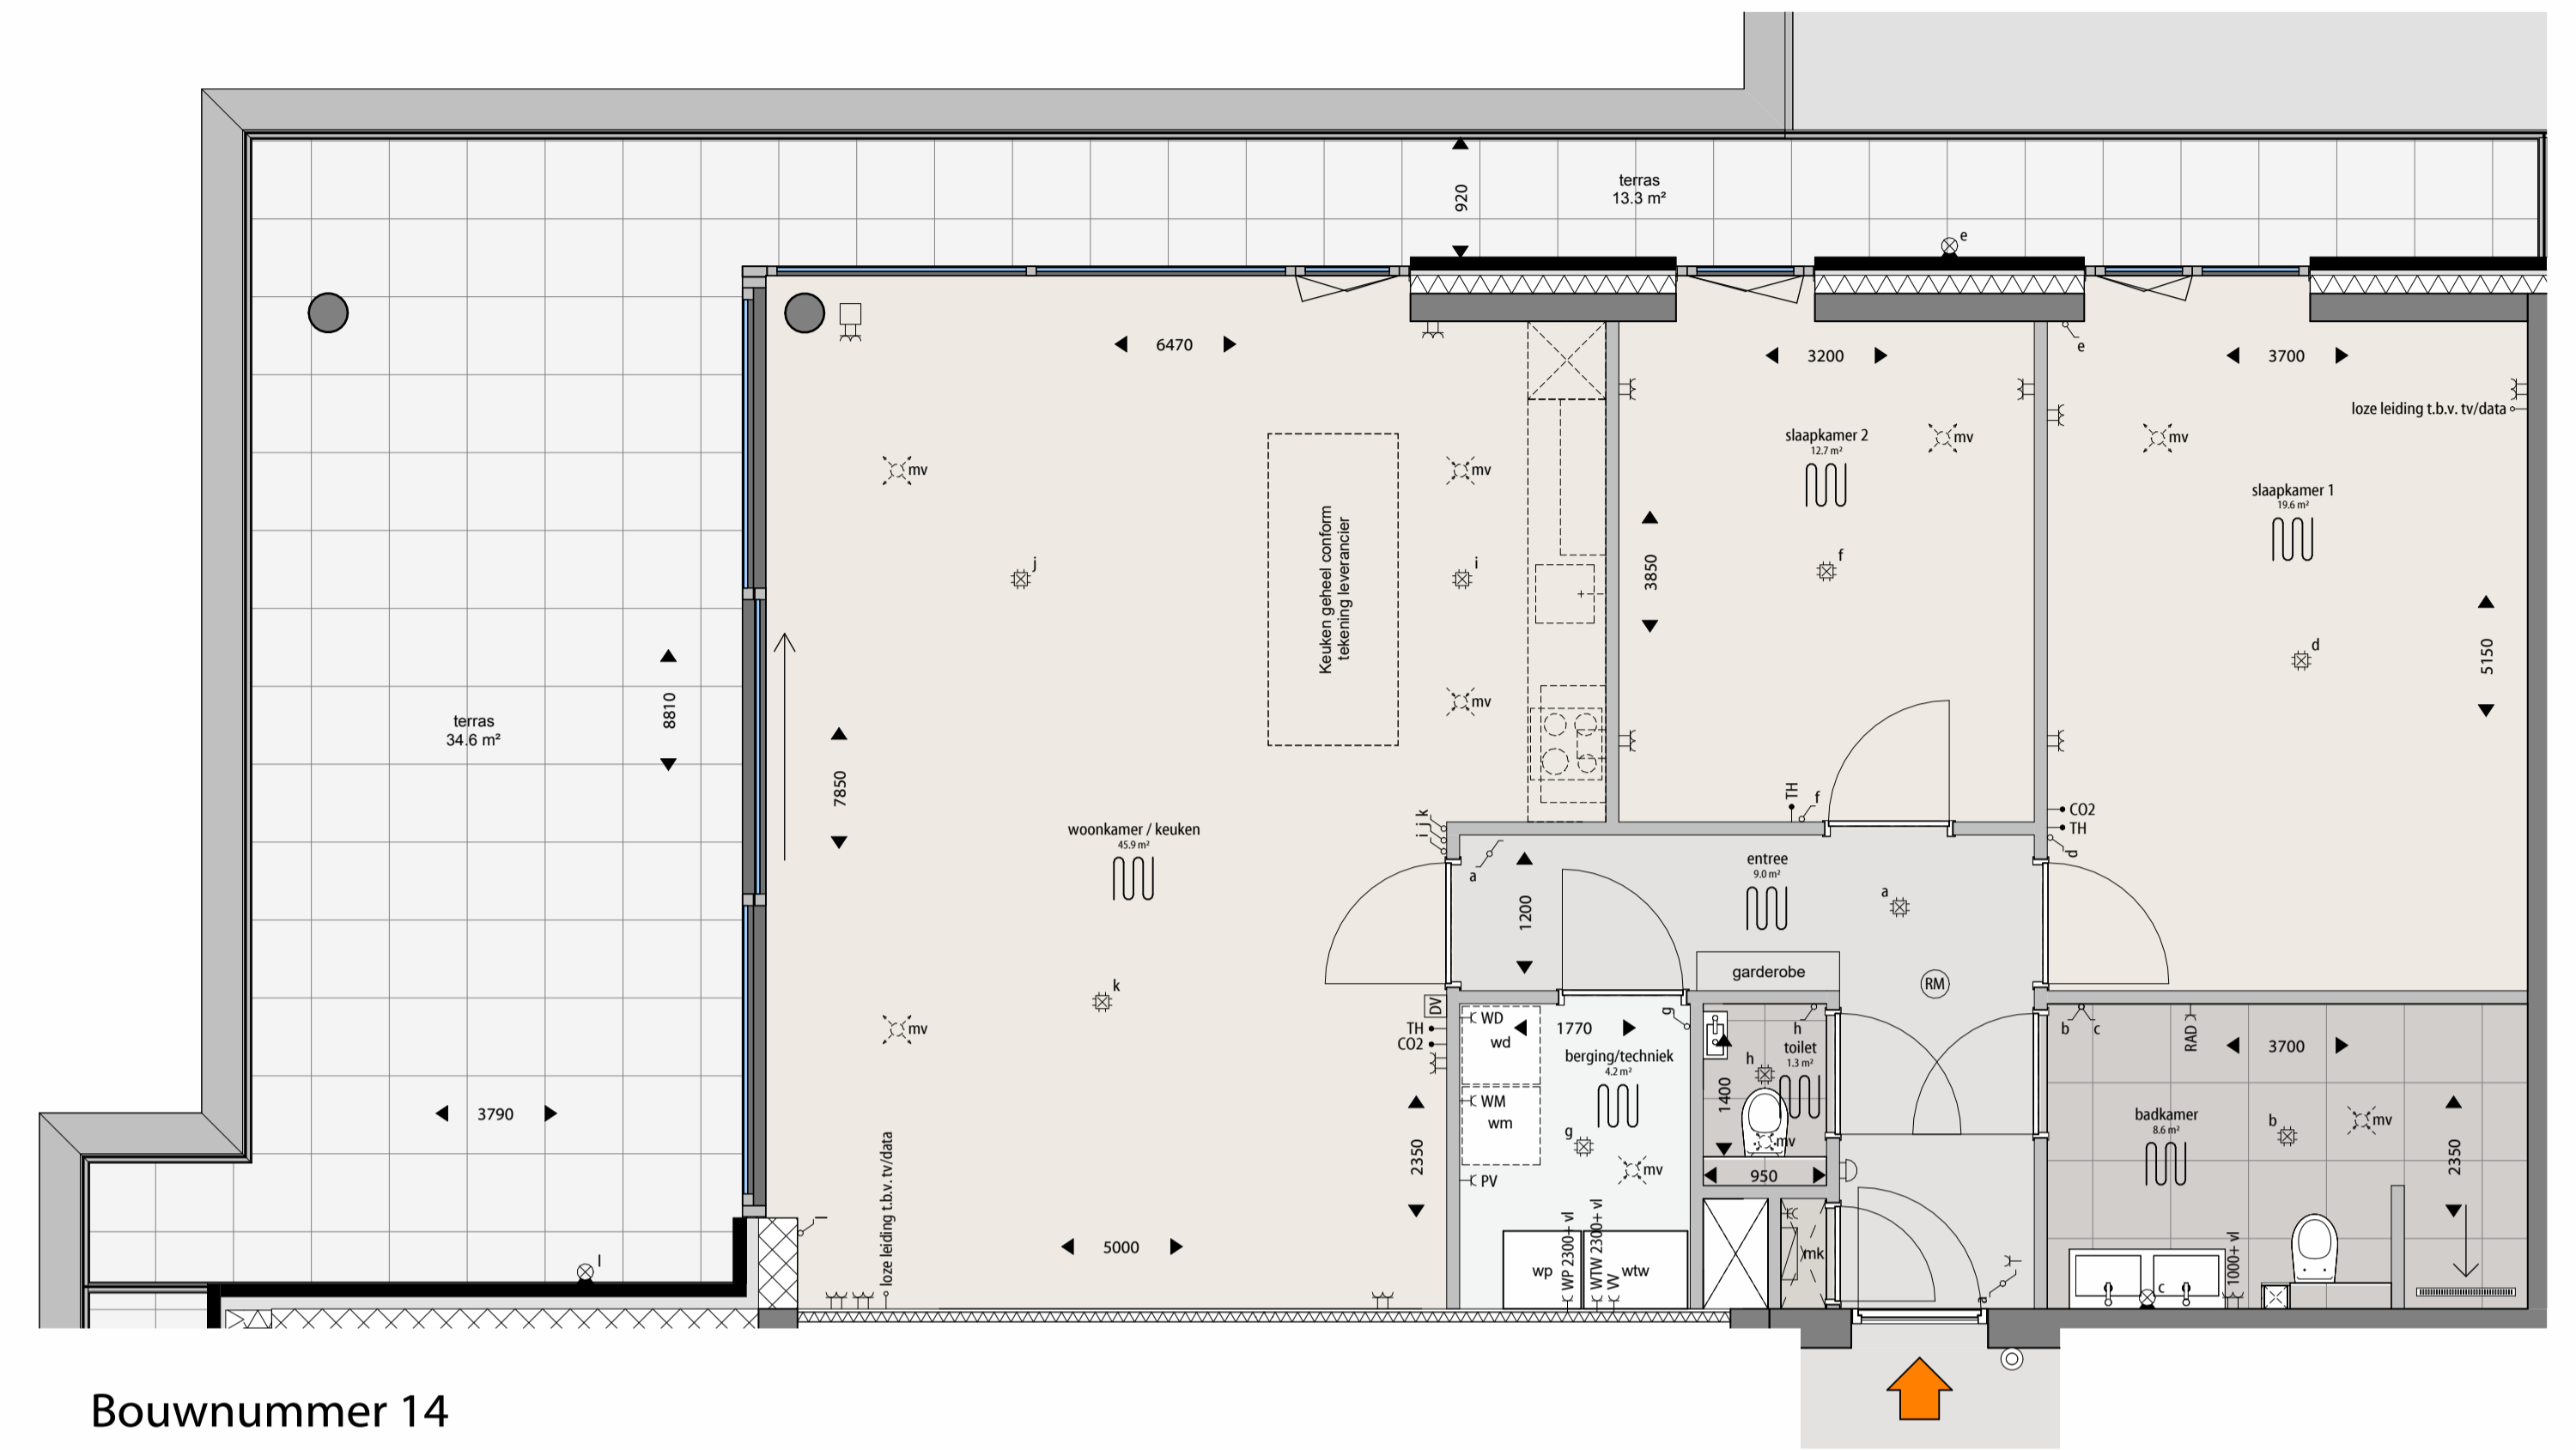 920
terras
13.3 m²
e
6470
3200
3700
e
loze leiding t.b.v. tv/data
mv
mv
slaapkamer 2
12.7 m²
mv
mv
slaapkamer 1
19.6 m²
Keuken geheel conform
tekening leverancier
j
i
f
3850
d
5150
mv
terras
34.6 m²
8810
7850
TH
f
CO2
TH
d
woonkamer / keuken
45.9 m²
i j k
a
1200
entree
9.0 m²
a
garderobe
RM
k
mv
DV
TH
CO2
WD
wd
1770
g
berging/techniek
4.2 m²
h
h
toilet
1.3 m²
1400
b
c
RAD
3700
WM
wm
g
mv
mv
PV
950
badkamer
8.6 m²
b
mv
2350
2350
3790
l
l
loze leiding t.b.v. tv/data
5000
wp
WP 2300+ vl
WTW 2300+ vl
VV
wtw
mk
a
c
1000+ vl
Bouwnummer 14